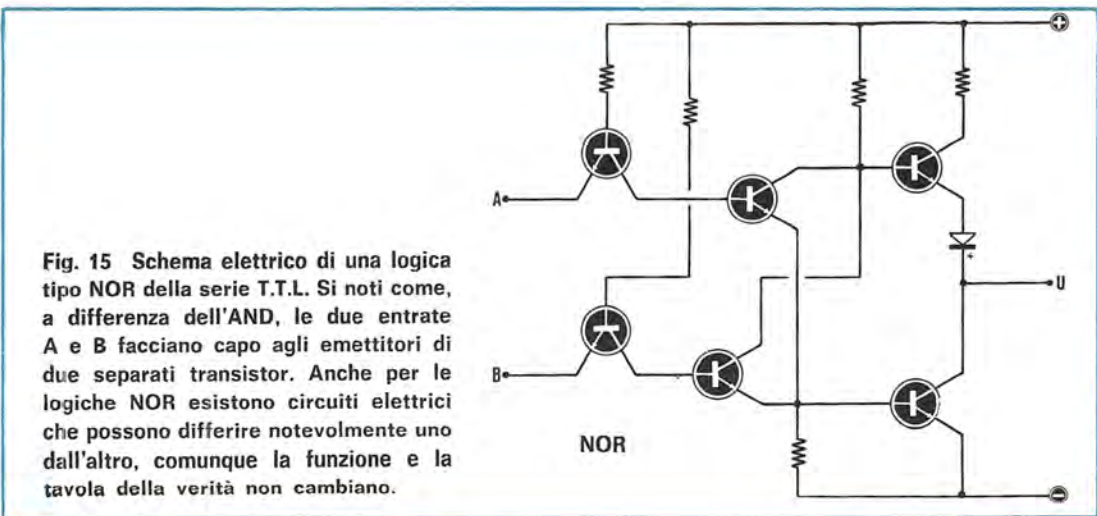 Fig. 15 Schema elettrico di una logica
tipo NOR della serie T.T.L. Si noti come,
a differenza dell'AND, le due entrate
A e B facciano capo agli emettitori di
due separati transistor. Anche per le
logiche NOR esistono circuiti elettrici
che possono differire notevolmente uno
dall'altro, comunque la funzione e la
tavola della verità non cambiano.
A
B
U
NOR
+
-